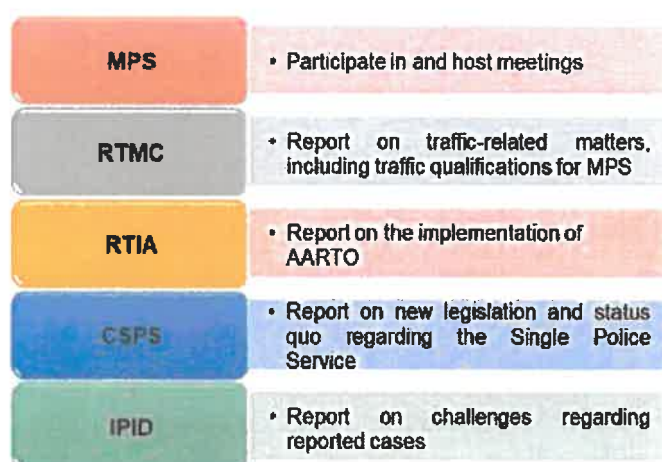 MPS
• Participate in and host meetings
RTMC
• Report on traffic-related matters,
including traffic qualifications for MPS
RTIA
• Report on the implementation of
AARTO
CSPS
• Report on new legislation and status
quo regarding the Single Police
Service
IPID
• Report on challenges regarding
reported cases